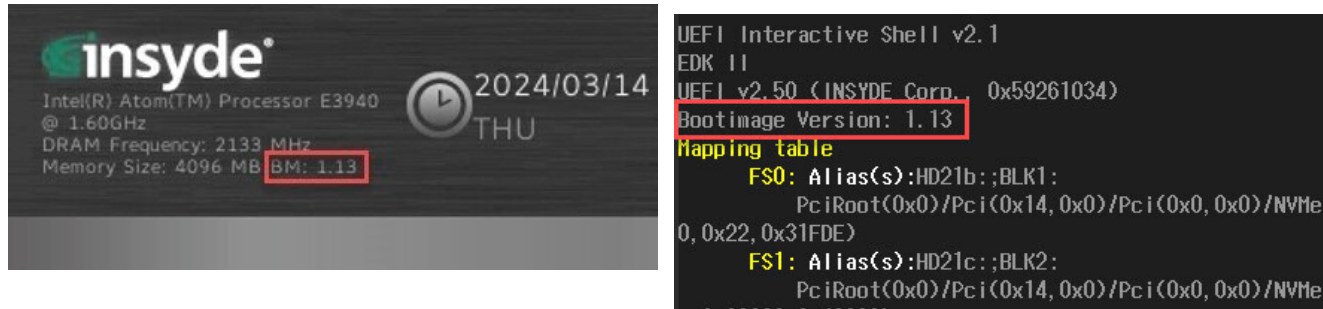 insyde®
Intel(R) Atom(TM) Processor E3940
@ 1.60GHz
DRAM Frequency: 2133 MHz
Memory Size: 4096 MB BM: 1.13
2024/03/14
THU
UEFI Interactive Shell v2.1
EDK II
UEFI v2.50 (INSYDE Corp., 0x59261034)
Bootimage Version: 1.13
Mapping table
FS0: Alias(s):HD21b:;BLK1:
PciRoot(0x0)/Pci(0x14,0x0)/Pci(0x0,0x0)/NVMe
0,0x22,0x31FDE)
FS1: Alias(s):HD21c:;BLK2:
PciRoot(0x0)/Pci(0x14,0x0)/Pci(0x0,0x0)/NVMe